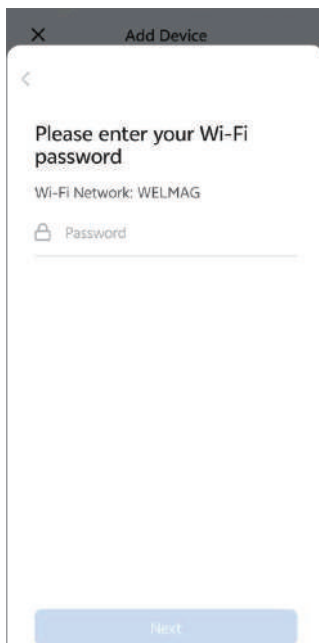 Add Device
Please enter your Wi-Fi
password
Wi-Fi Network: WELMAG
Password
Next